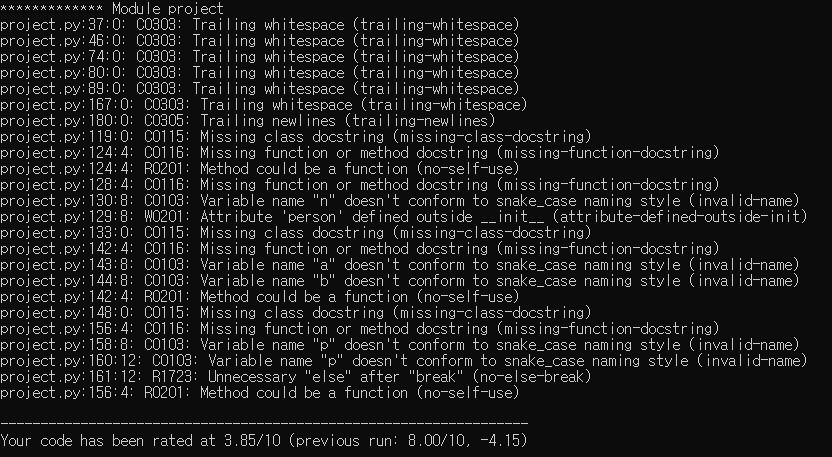 ************* Module project
project.py:37:0: C0303: Trailing whitespace (trailing-whitespace)
project.py:46:0: C0303: Trailing whitespace (trailing-whitespace)
project.py:74:0: C0303: Trailing whitespace (trailing-whitespace)
project.py:80:0: C0303: Trailing whitespace (trailing-whitespace)
project.py:89:0: C0303: Trailing whitespace (trailing-whitespace)
project.py:167:0: C0303: Trailing whitespace (trailing-whitespace)
project.py:180:0: C0305: Trailing newlines (trailing-newlines)
project.py:119:0: C0115: Missing class docstring (missing-class-docstring)
project.py:124:4: C0116: Missing function or method docstring (missing-function-docstring)
project.py:124:4: R0201: Method could be a function (no-self-use)
project.py:128:4: C0116: Missing function or method docstring (missing-function-docstring)
project.py:130:8: C0103: Variable name "n" doesn't conform to snake_case naming style (invalid-name)
project.py:129:8: W0201: Attribute 'person' defined outside __init__ (attribute-defined-outside-init)
project.py:133:0: C0115: Missing class docstring (missing-class-docstring)
project.py:142:4: C0116: Missing function or method docstring (missing-function-docstring)
project.py:143:8: C0103: Variable name "a" doesn't conform to snake_case naming style (invalid-name)
project.py:144:8: C0103: Variable name "b" doesn't conform to snake_case naming style (invalid-name)
project.py:142:4: R0201: Method could be a function (no-self-use)
project.py:148:0: C0115: Missing class docstring (missing-class-docstring)
project.py:156:4: C0116: Missing function or method docstring (missing-function-docstring)
project.py:158:8: C0103: Variable name "p" doesn't conform to snake_case naming style (invalid-name)
project.py:160:12: C0103: Variable name "p" doesn't conform to snake_case naming style (invalid-name)
project.py:161:12: R1723: Unnecessary "else" after "break" (no-else-break)
project.py:156:4: R0201: Method could be a function (no-self-use)
------------------------------------------------------------------
Your code has been rated at 3.85/10 (previous run: 8.00/10, -4.15)